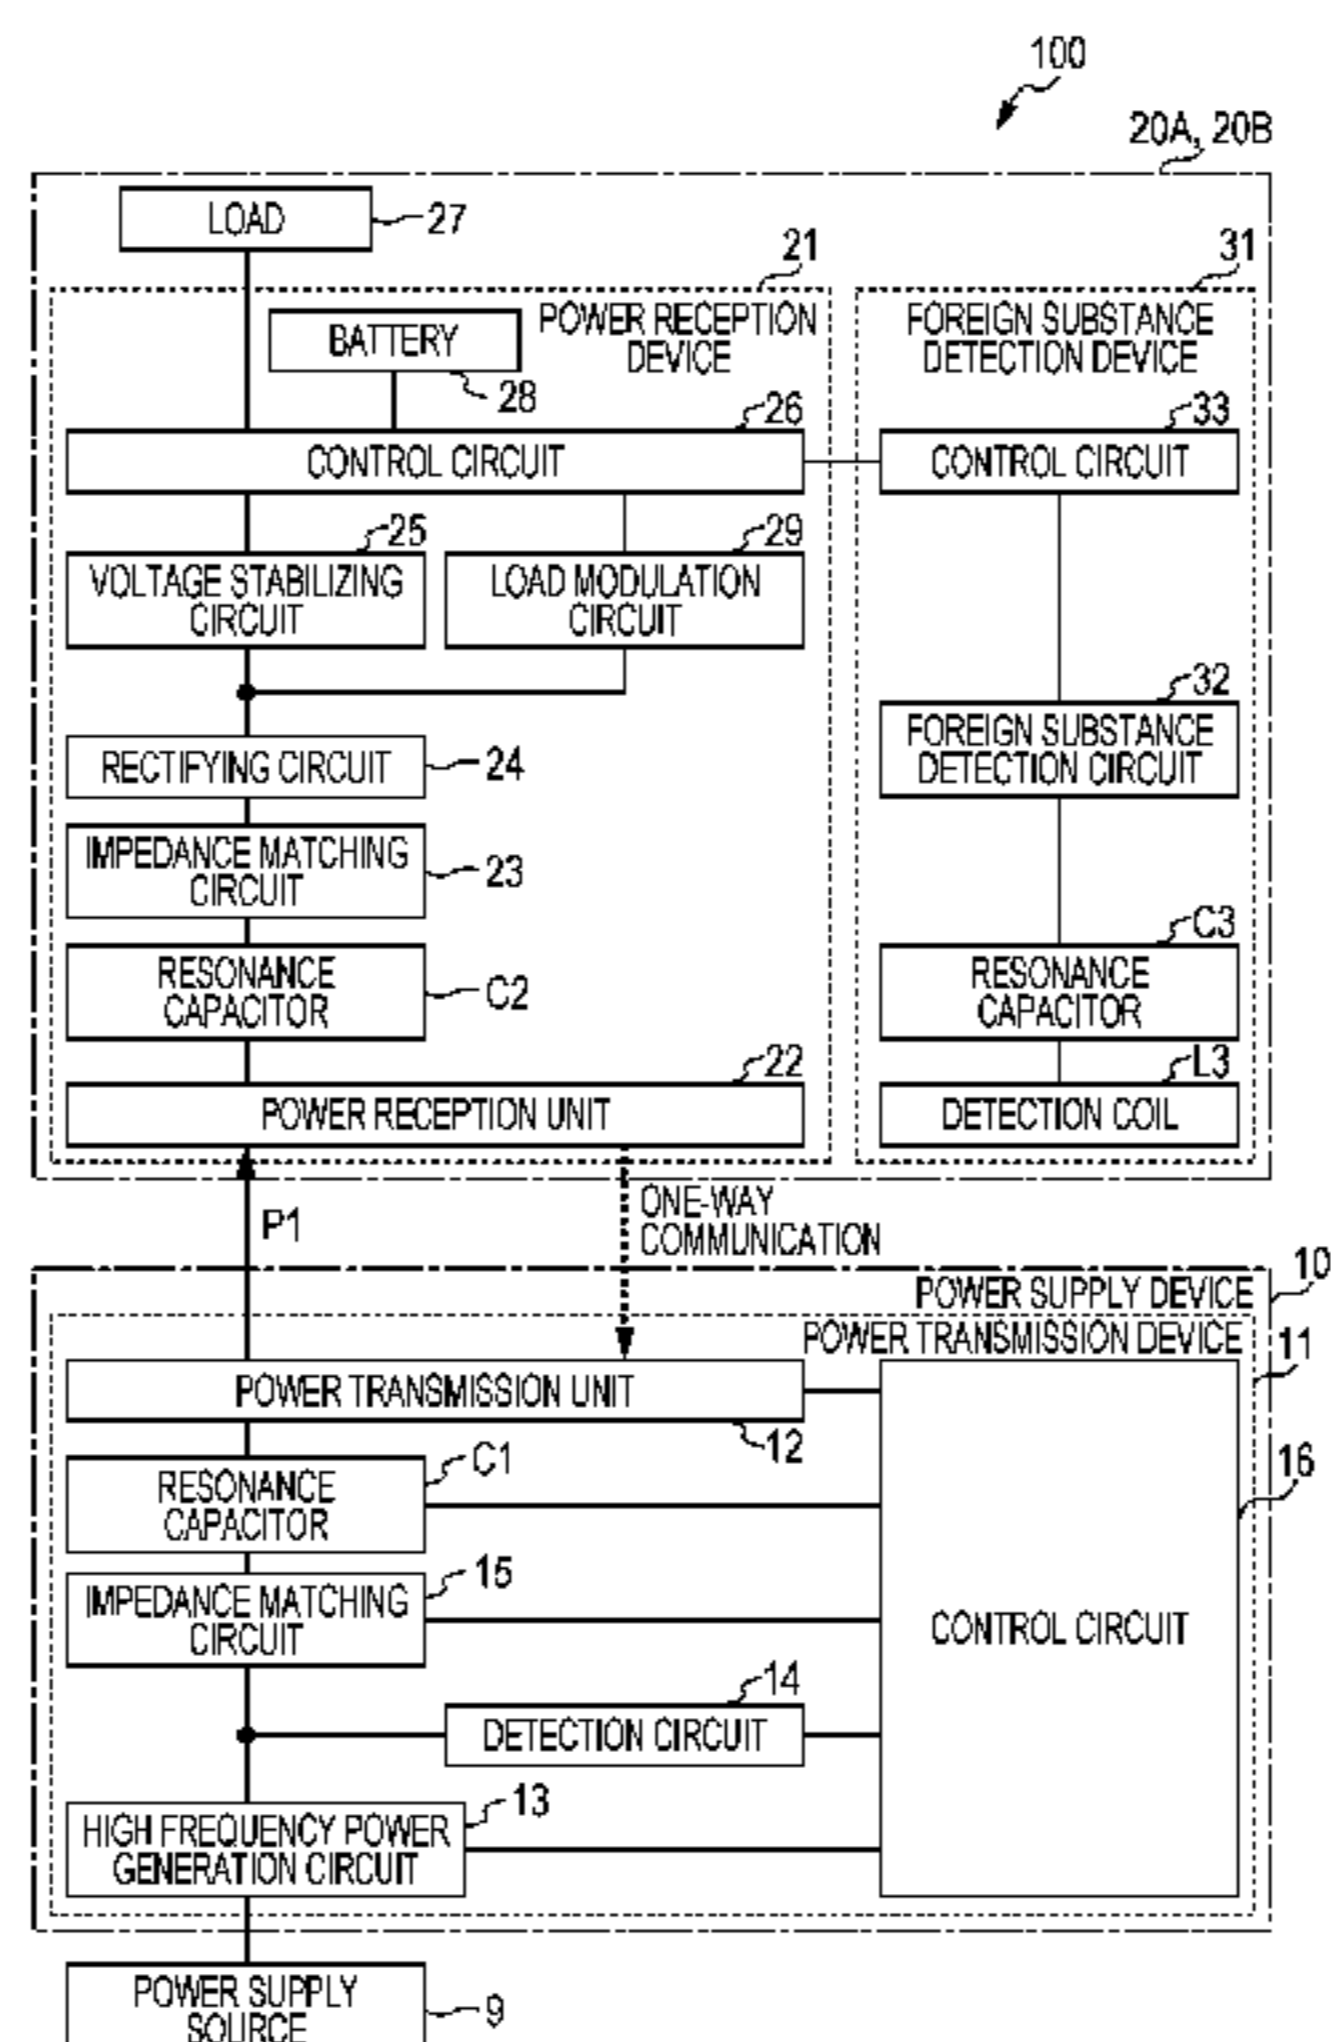 100
20A, 20B
LOAD
27
21
31
BATTERY
28
POWER RECEPTION
DEVICE
FOREIGN SUBSTANCE
DETECTION DEVICE
26
33
CONTROL CIRCUIT
CONTROL CIRCUIT
25
29
VOLTAGE STABILIZING
CIRCUIT
LOAD MODULATION
CIRCUIT
32
FOREIGN SUBSTANCE
DETECTION CIRCUIT
RECTIFYING CIRCUIT
24
IMPEDANCE MATCHING
CIRCUIT
23
C3
RESONANCE
CAPACITOR
C2
RESONANCE
CAPACITOR
22
L3
POWER RECEPTION UNIT
DETECTION COIL
P1
ONE-WAY
COMMUNICATION
10
POWER SUPPLY DEVICE
POWER TRANSMISSION DEVICE
11
POWER TRANSMISSION UNIT
12
C1
16
RESONANCE
CAPACITOR
15
IMPEDANCE MATCHING
CIRCUIT
CONTROL CIRCUIT
14
DETECTION CIRCUIT
13
HIGH FREQUENCY POWER
GENERATION CIRCUIT
POWER SUPPLY
SOURCE
9